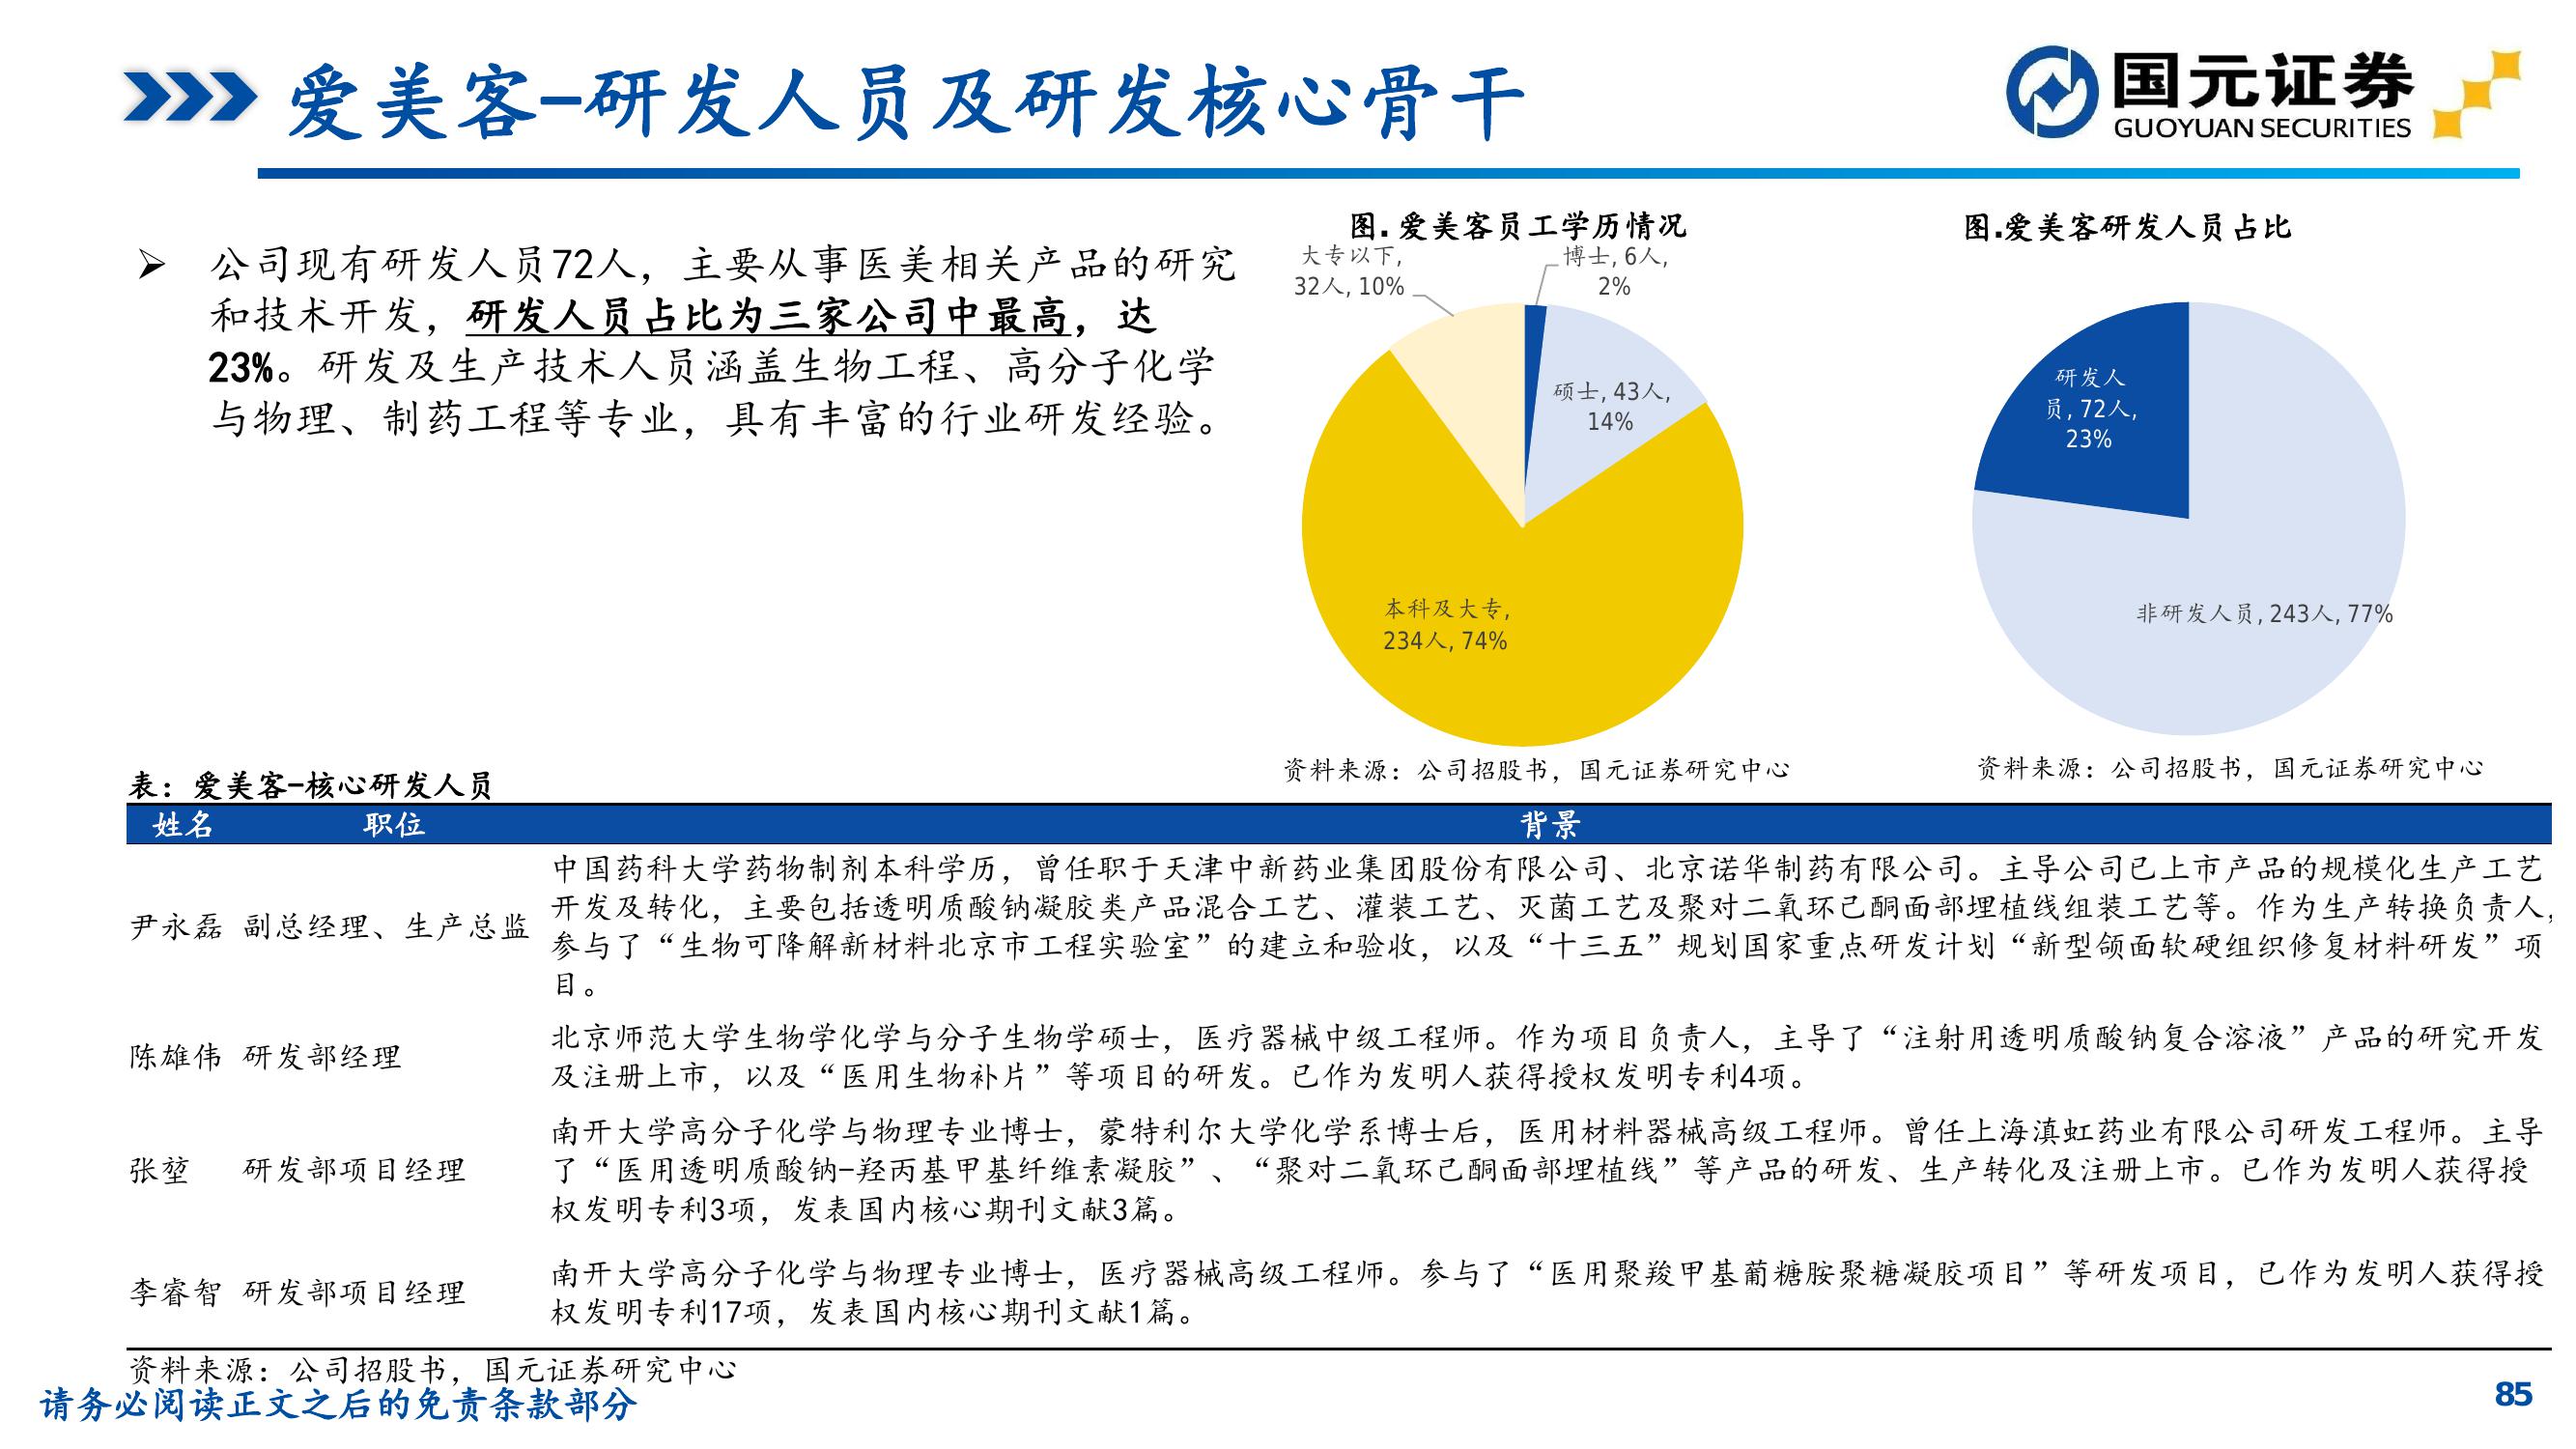 爱美客-研发人员及研发核心骨干
国元证券
GUOYUAN SECURITIES
公司现有研发人员72人，主要从事医美相关产品的研究
和技术开发，研发人员占比为三家公司中最高，达
23%。研发及生产技术人员涵盖生物工程、高分子化学
与物理、制药工程等专业，具有丰富的行业研发经验。
图. 爱美客员工学历情况
大专以下,
32人, 10%
博士, 6人,
2%
硕士, 43人,
14%
本科及大专,
234人, 74%
资料来源：公司招股书，国元证券研究中心
图.爱美客研发人员占比
研发人
员, 72人,
23%
非研发人员, 243人, 77%
资料来源：公司招股书，国元证券研究中心
表：爱美客-核心研发人员
姓名 职位 背景
中国药科大学药物制剂本科学历，曾任职于天津中新药业集团股份有限公司、北京诺华制药有限公司。主导公司已上市产品的规模化生产工艺
开发及转化，主要包括透明质酸钠凝胶类产品混合工艺、灌装工艺、灭菌工艺及聚对二氧环己酮面部埋植线组装工艺等。作为生产转换负责人，
尹永磊 副总经理、生产总监
参与了“生物可降解新材料北京市工程实验室”的建立和验收，以及“十三五”规划国家重点研发计划“新型颌面软硬组织修复材料研发”项
目。
陈雄伟 研发部经理
北京师范大学生物学化学与分子生物学硕士，医疗器械中级工程师。作为项目负责人，主导了“注射用透明质酸钠复合溶液”产品的研究开发
及注册上市，以及“医用生物补片”等项目的研发。已作为发明人获得授权发明专利4项。
张堃 研发部项目经理
南开大学高分子化学与物理专业博士，蒙特利尔大学化学系博士后，医用材料器械高级工程师。曾任上海滇虹药业有限公司研发工程师。主导
了“医用透明质酸钠-羟丙基甲基纤维素凝胶”、“聚对二氧环己酮面部埋植线”等产品的研发、生产转化及注册上市。已作为发明人获得授
权发明专利3项，发表国内核心期刊文献3篇。
李睿智 研发部项目经理
南开大学高分子化学与物理专业博士，医疗器械高级工程师。参与了“医用聚羧甲基葡糖胺聚糖凝胶项目”等研发项目，已作为发明人获得授
权发明专利17项，发表国内核心期刊文献1篇。
资料来源：公司招股书，国元证券研究中心
请务必阅读正文之后的免责条款部分
85